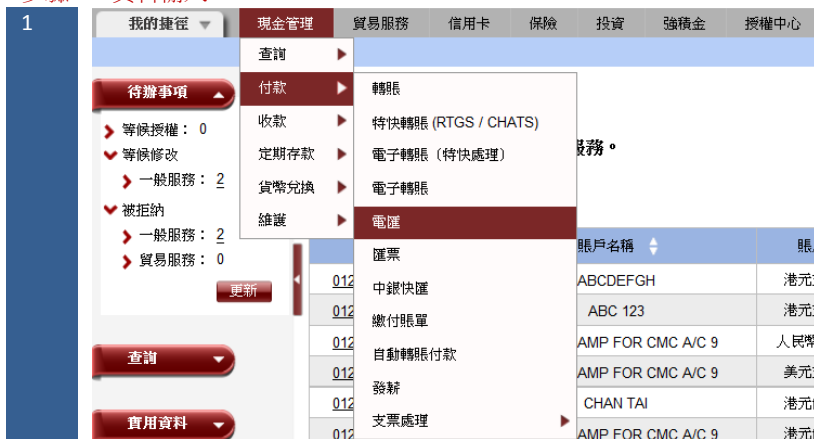 1
我的捷徑 現金管理 貿易服務 信用卡 保險 投資 強積金 授權中心
待辦事項
等候授權： 0
等候修改
一般服務： 2
被拒納
一般服務： 2
貿易服務： 0
更新
查詢
實用資料
查詢
付款
收款
定期存款
貨幣兌換
維護
轉賬
特快轉賬 (RTGS / CHATS)
電子轉賬（特快處理）
電子轉賬
電匯
匯票
中銀快匯
繳付賬單
自動轉賬付款
發薪
支票處理
服務。
賬戶名稱
012 ABCDEFGH 港元
012 ABC 123 港元
012 AMP FOR CMC A/C 9 人民幣
012 AMP FOR CMC A/C 9 美元
012 CHAN TAI 港元
012 AMP FOR CMC A/C 9 港元